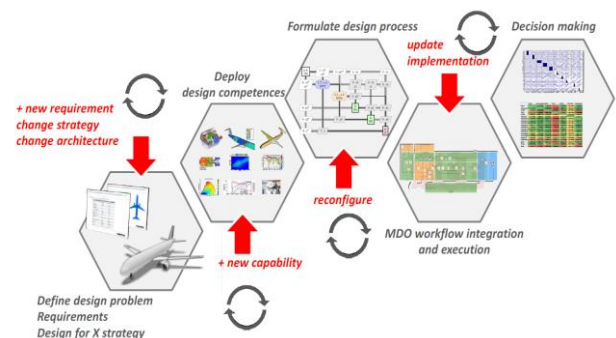 Formulate design process
Decision making
Deploy
design competences
update
implementation
+ new requirement
change strategy
change architecture
reconfigure
+ new capability
MDO workflow integration
and execution
Define design problem
Requirements
Design for X strategy